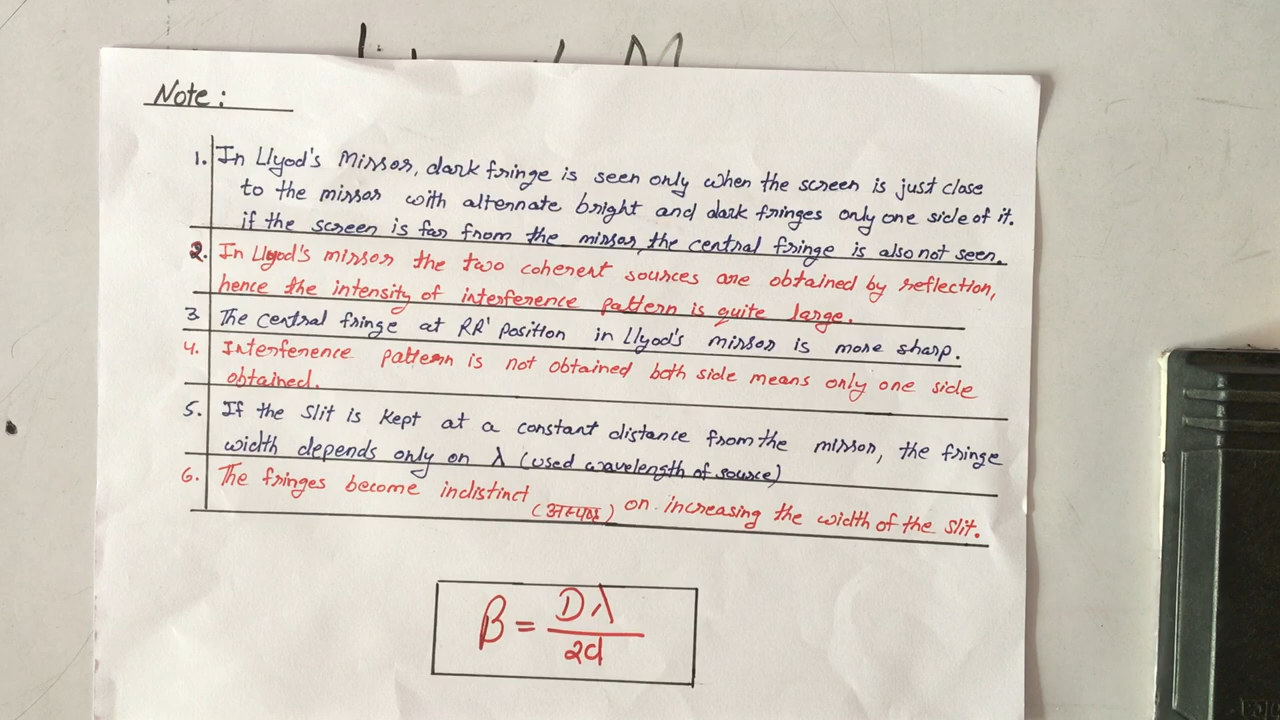 Note:
1. In Llyod's Mirror, dark fringe is seen only when the screen is just close
to the mirror with alternate bright and dark fringes only one side of it.
if the screen is far from the mirror, the central fringe is also not seen.
2. In Llyod's mirror the two coherent sources are obtained by reflection,
hence the intensity of interference pattern is quite large.
3 The central fringe at RR' position in Llyod's mirror is more sharp.
4. Interference pattern is not obtained both side means only one side
obtained.
5. If the slit is kept at a constant distance from the mirror, the fringe
width depends only on λ (used wavelength of source)
6. The fringes become indistinct (अस्पष्ट) on increasing the width of the slit.
β = Dλ / 2d